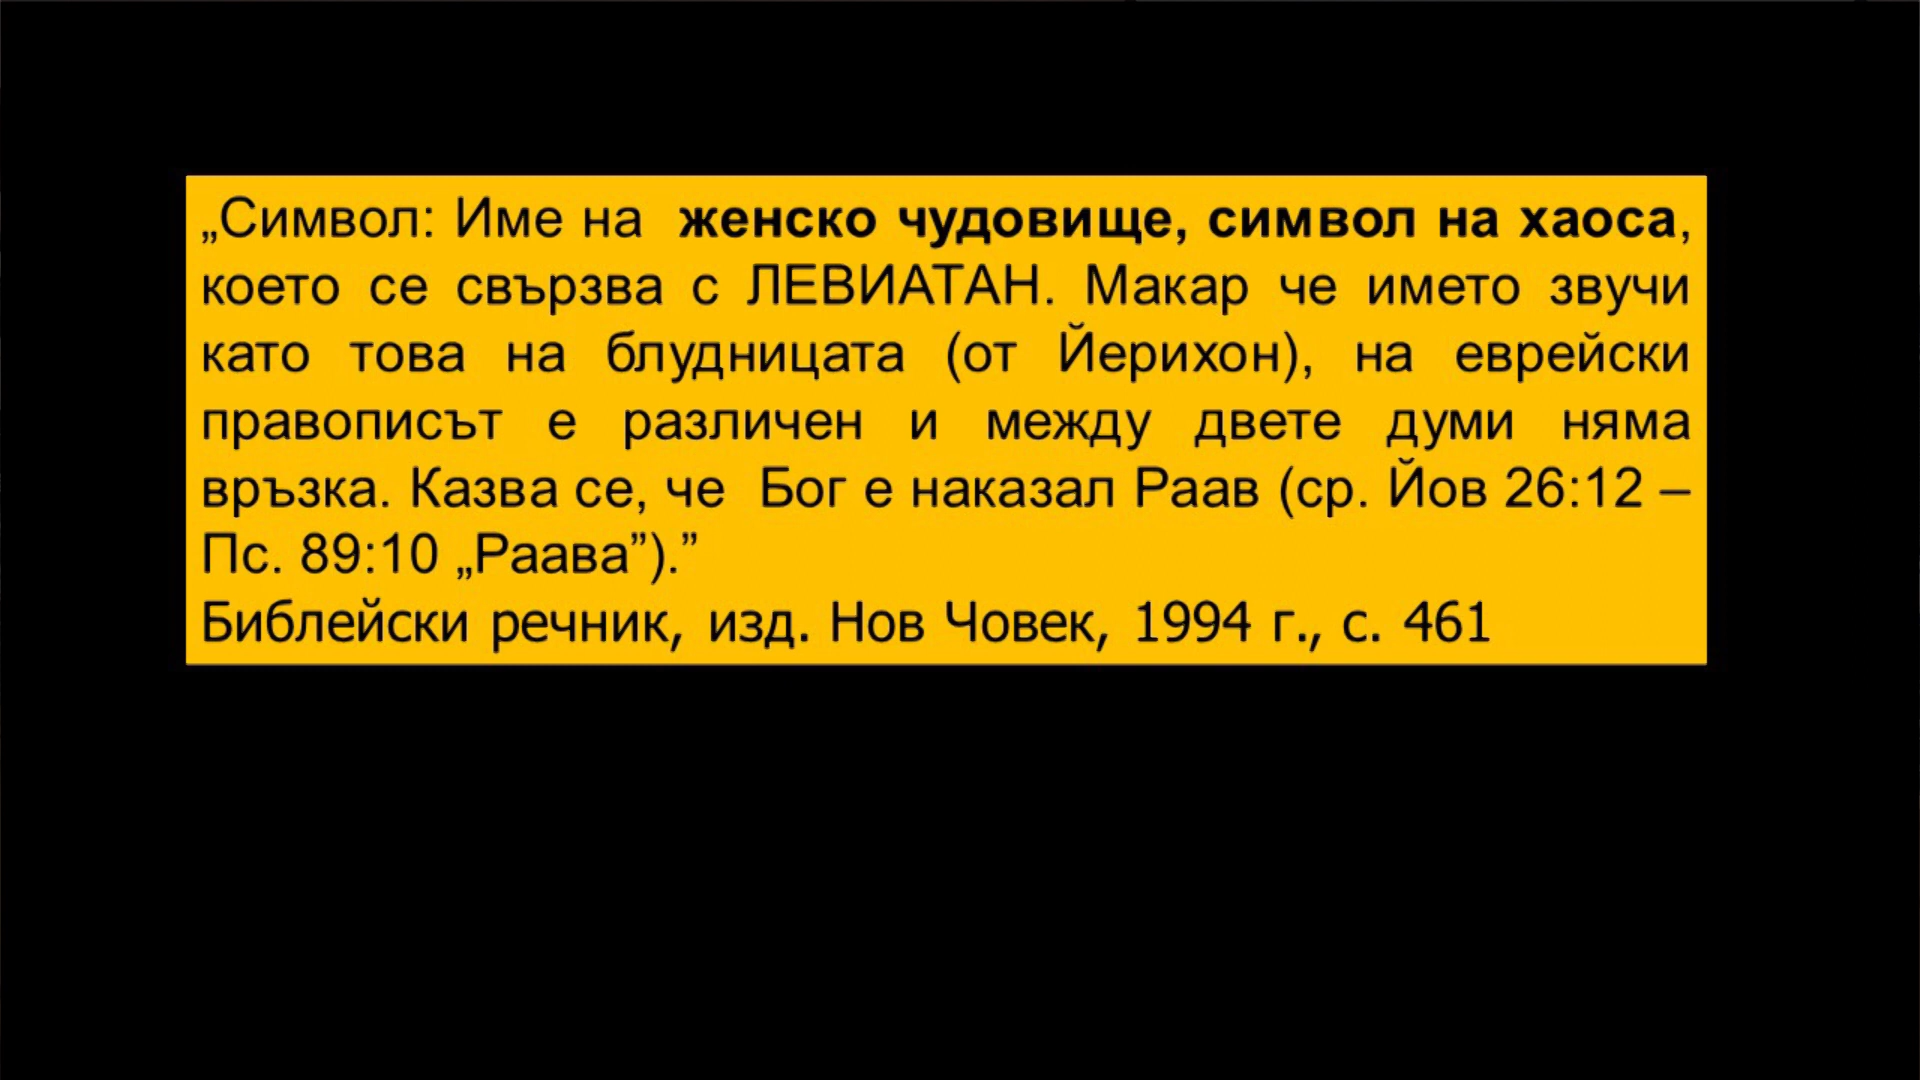 „Символ: Име на  женско чудовище, символ на хаоса,
което се свързва с ЛЕВИАТАН. Макар че името звучи
като това на блудницата (от Йерихон), на еврейски
правописът е различен и между двете думи няма
връзка. Казва се, че  Бог е наказал Раав (ср. Йов 26:12 –
Пс. 89:10 „Раава”).”
Библейски речник, изд. Нов Човек, 1994 г., с. 461